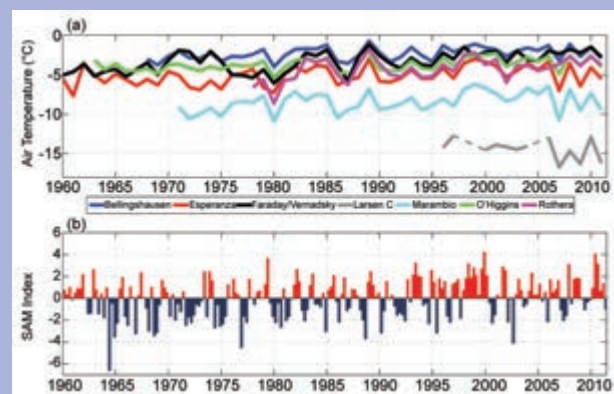 (a)
Air Temperature (°C)
0
-5
-10
-15
1960 1965 1970 1975 1980 1985 1990 1995 2000 2005 2010
Bellingshausen Esperanza Faraday/Vernadsky Larsen C Marambio O'Higgins Rothera
(b)
SAM Index
6
4
2
0
-2
-4
-6
1960 1965 1970 1975 1980 1985 1990 1995 2000 2005 2010